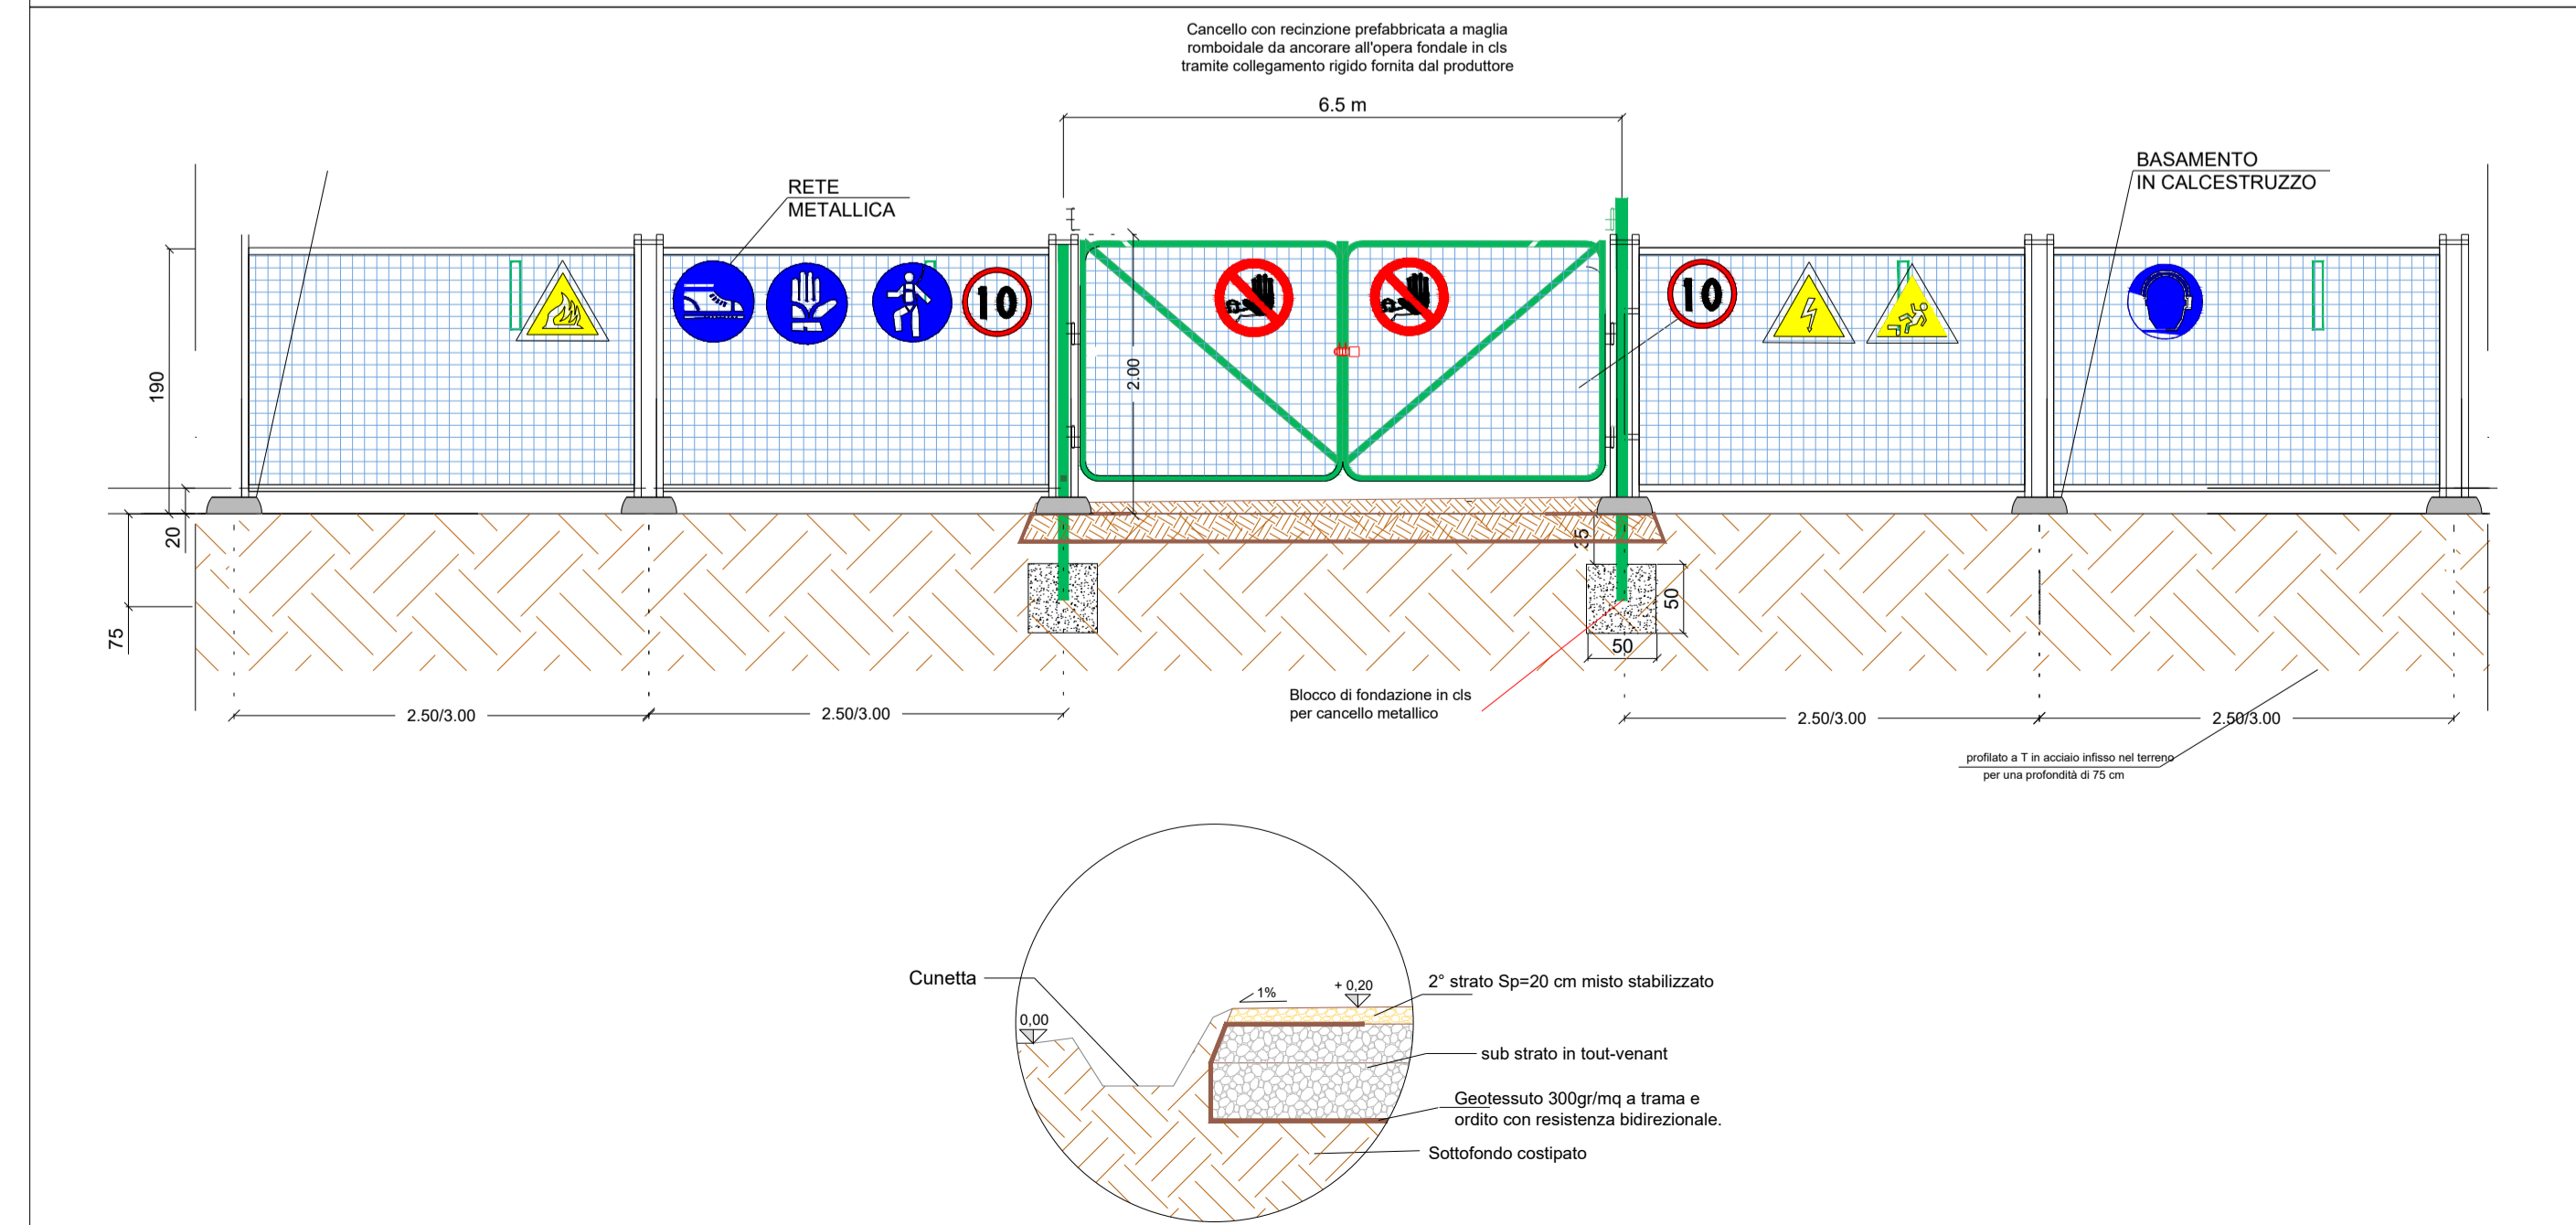 Cancello con recinzione prefabbricata a maglia
romboidale da ancorare all'opera fondale in cls
tramite collegamento rigido fornita dal produttore
6.5 m
BASAMENTO
IN CALCESTRUZZO
RETE
METALLICA
10
10
190
2.00
20
75
35
50
50
Blocco di fondazione in cls
per cancello metallico
2.50/3.00
2.50/3.00
2.50/3.00
2.50/3.00
profilato a T in acciaio infisso nel terreno
per una profondità di 75 cm
Cunetta
0,00
1%
+ 0,20
2° strato Sp=20 cm misto stabilizzato
sub strato in tout-venant
Geotessuto 300gr/mq a trama e
ordito con resistenza bidirezionale.
Sottofondo costipato